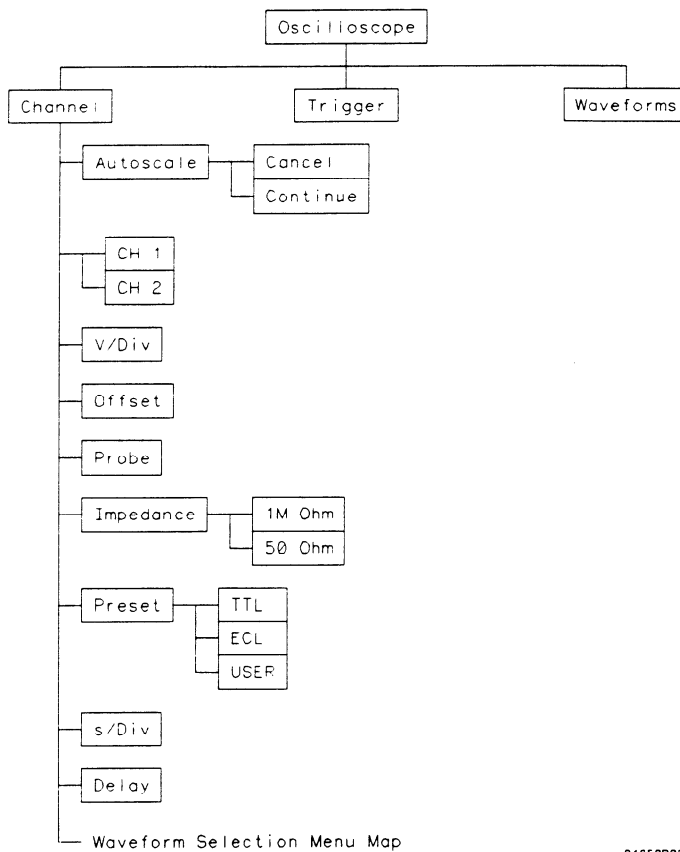 Oscilloscope
Channel
Trigger
Waveforms
Autoscale
Cancel
Continue
CH 1
CH 2
V/Div
Offset
Probe
Impedance
1M Ohm
50 Ohm
Preset
TTL
ECL
USER
s/Div
Delay
Waveform Selection Menu Map